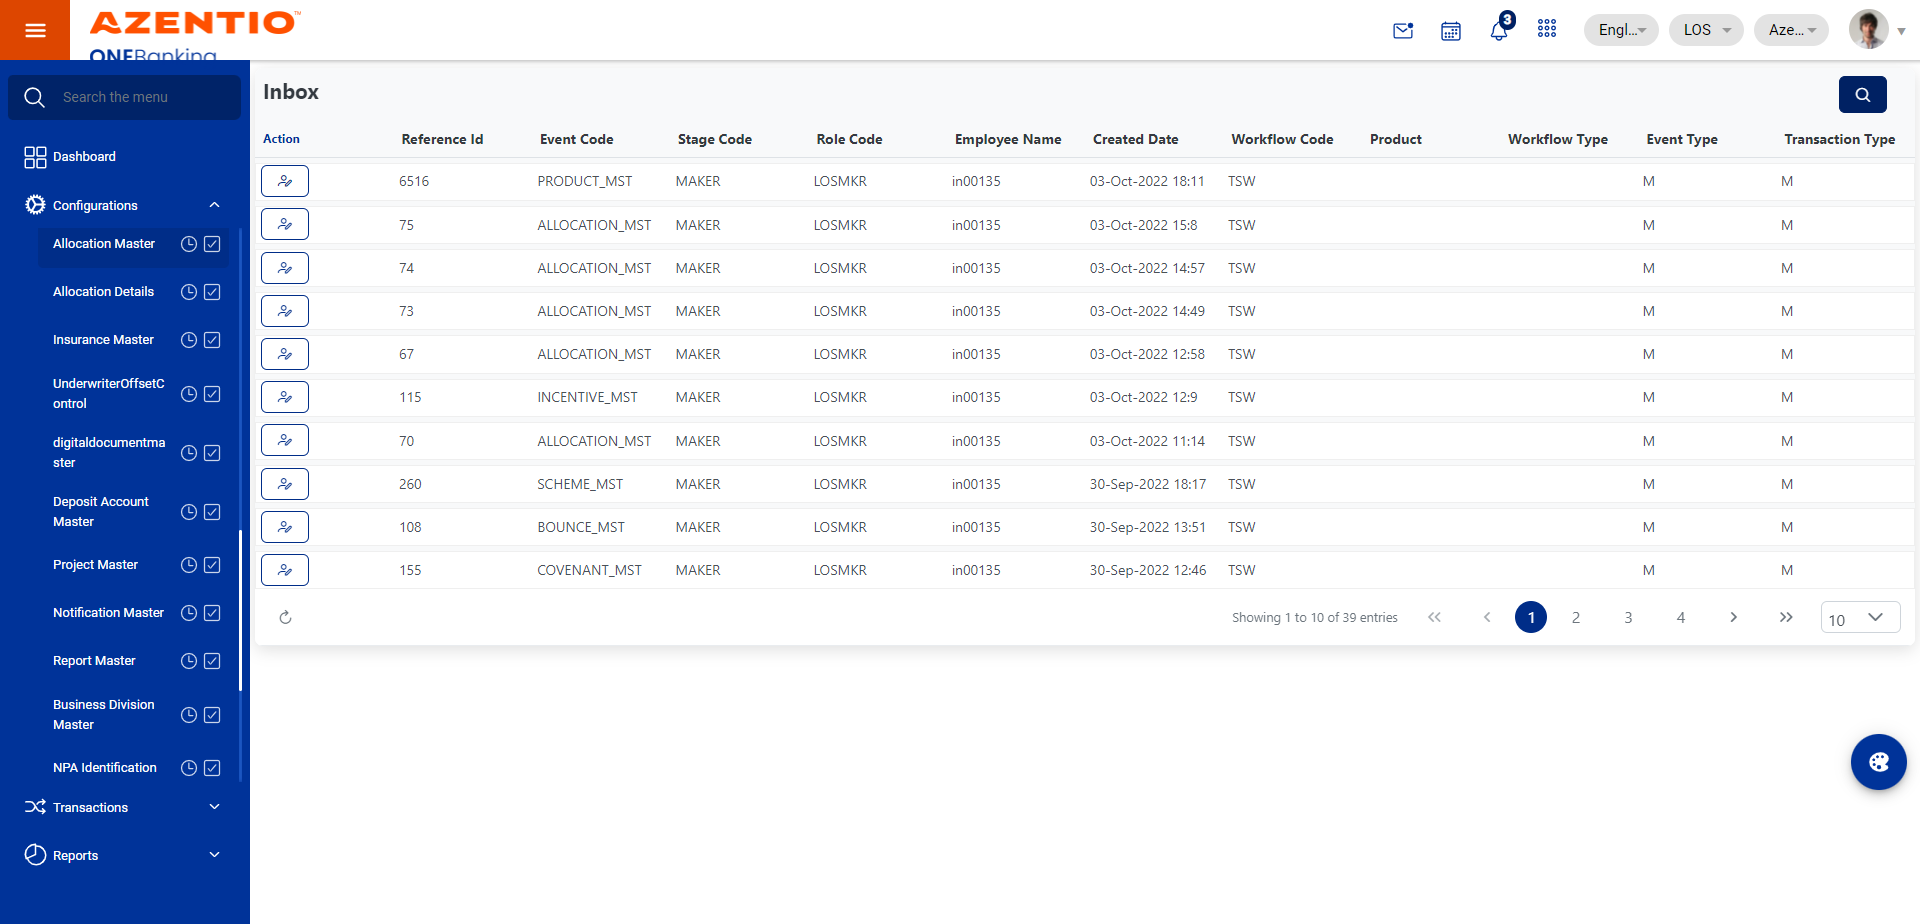 AZENTIO™
ONEBanking
3
Engl...
LOS
Aze...
Search the menu
Dashboard
Configurations
Allocation Master
Allocation Details
Insurance Master
UnderwriterOffsetC
ontrol
digitaldocumentma
ster
Deposit Account
Master
Project Master
Notification Master
Report Master
Business Division
Master
NPA Identification
Transactions
Reports
Inbox
Action Reference Id Event Code Stage Code Role Code Employee Name Created Date Workflow Code Product Workflow Type Event Type Transaction Type
6516 PRODUCT_MST MAKER LOSMKR in00135 03-Oct-2022 18:11 TSW M M
75 ALLOCATION_MST MAKER LOSMKR in00135 03-Oct-2022 15:8 TSW M M
74 ALLOCATION_MST MAKER LOSMKR in00135 03-Oct-2022 14:57 TSW M M
73 ALLOCATION_MST MAKER LOSMKR in00135 03-Oct-2022 14:49 TSW M M
67 ALLOCATION_MST MAKER LOSMKR in00135 03-Oct-2022 12:58 TSW M M
115 INCENTIVE_MST MAKER LOSMKR in00135 03-Oct-2022 12:9 TSW M M
70 ALLOCATION_MST MAKER LOSMKR in00135 03-Oct-2022 11:14 TSW M M
260 SCHEME_MST MAKER LOSMKR in00135 30-Sep-2022 18:17 TSW M M
108 BOUNCE_MST MAKER LOSMKR in00135 30-Sep-2022 13:51 TSW M M
155 COVENANT_MST MAKER LOSMKR in00135 30-Sep-2022 12:46 TSW M M
Showing 1 to 10 of 39 entries 1 2 3 4 10